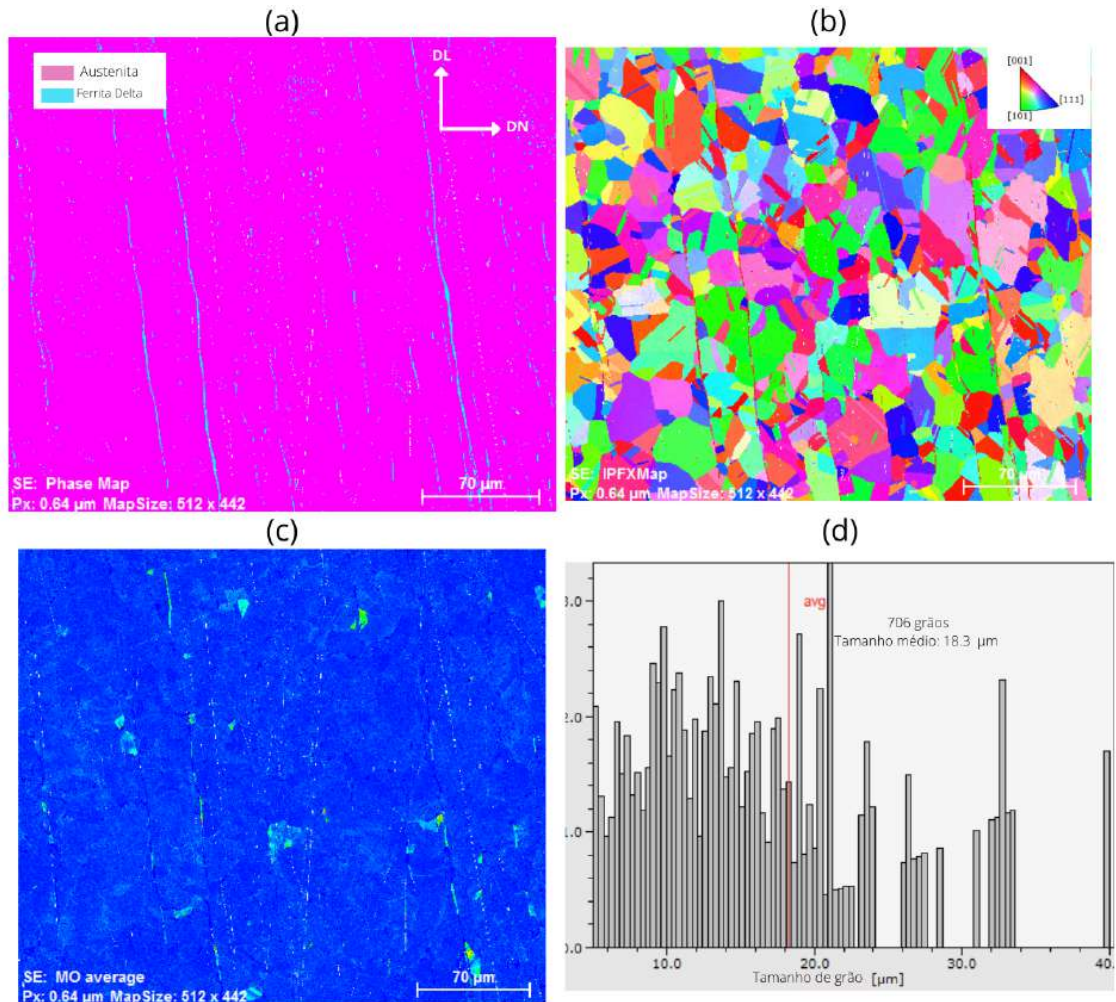 (a)
Austenita
Ferrita Delta
DL
DN
SE: Phase Map
Px: 0.64 µm MapSize: 512 x 442
70 µm
(b)
[001]
[111]
[101]
SE: IPFXMap
Px: 0.64 µm MapSize: 512 x 442
70 µm
(c)
SE: MO average
Px: 0.64 µm MapSize: 512 x 442
70 µm
(d)
avg
706 grãos
Tamanho médio: 18.3 µm
3.0
2.0
1.0
0.0
10.0
20.0
30.0
40.
Tamanho de grão [µm]